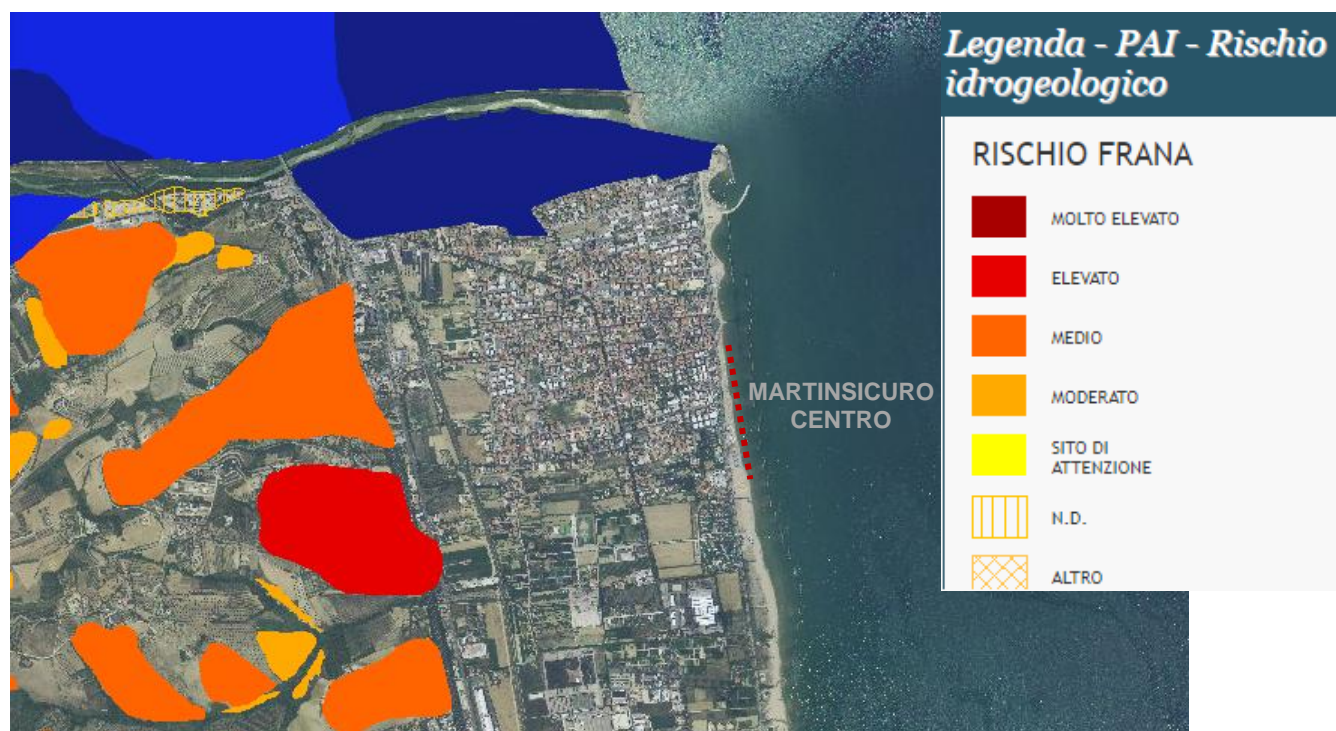 Legenda - PAI - Rischio
idrogeologico
RISCHIO FRANA
MOLTO ELEVATO
ELEVATO
MEDIO
MODERATO
SITO DI
ATTENZIONE
N.D.
ALTRO
MARTINSICURO
CENTRO